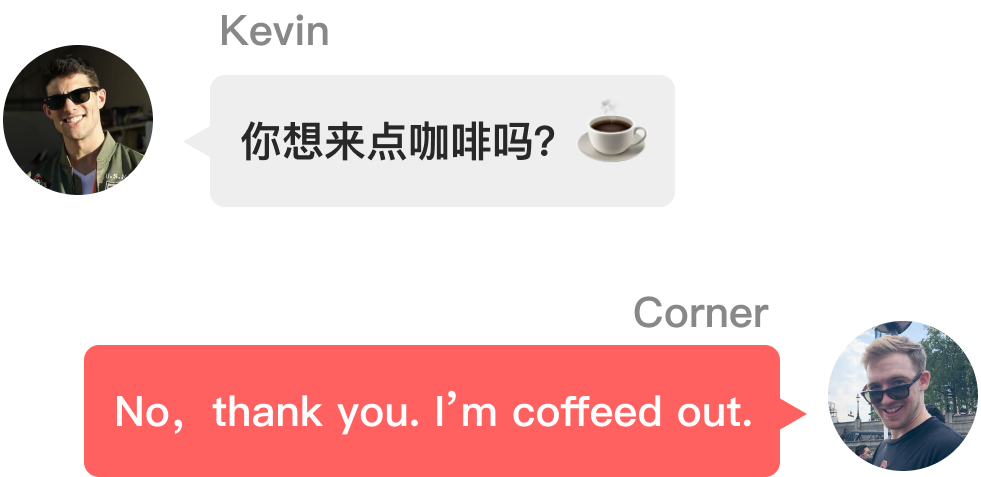 Kevin
你想来点咖啡吗? ☕
Corner
No，thank you. I’m coffeed out.